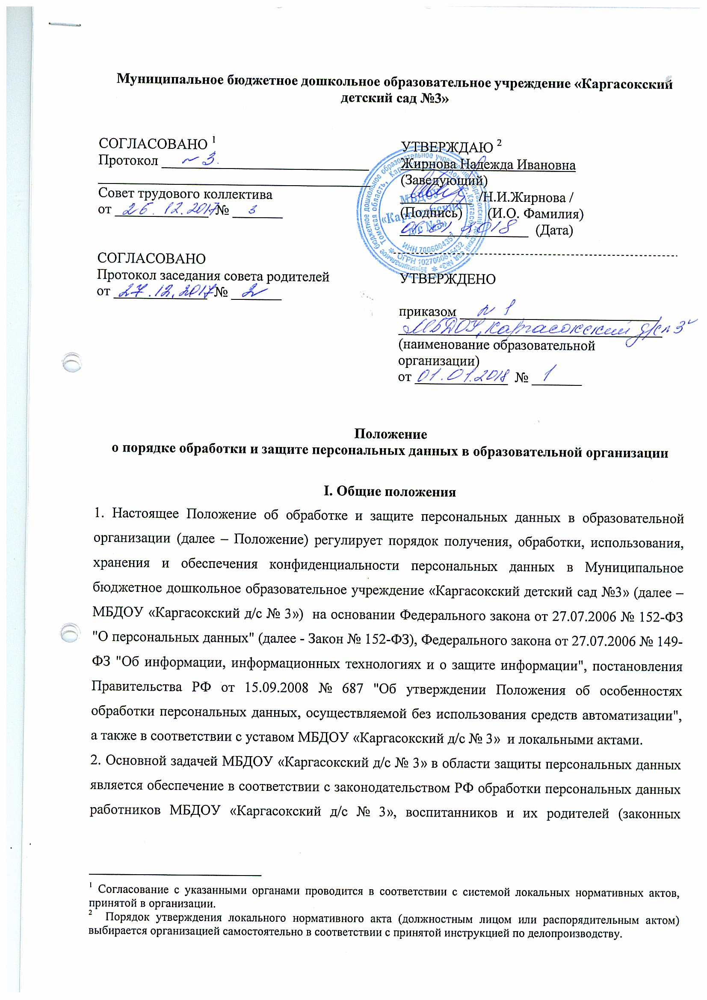 Муниципальное бюджетное дошкольное образовательное учреждение «Каргасокский
детский сад №3»
СОГЛАСОВАНО 1
Протокол № 3.
Совет трудового коллектива
от 26.12.2017 № 3
СОГЛАСОВАНО
Протокол заседания совета родителей
от 27.12.2017 № 2
УТВЕРЖДАЮ 2
Жирнова Надежда Ивановна
(Заведующий)
/Н.И.Жирнова /
(Подпись) (И.О. Фамилия)
2018 (Дата)
МБДОУ
«Каргасокский
д/с №3»
ИНН 7006004357
УТВЕРЖДЕНО
приказом № 1
МБДОУ "Каргасокский д/с №3"
(наименование образовательной
организации)
от 01.01.2018 № 1
Положение
о порядке обработки и защите персональных данных в образовательной организации
I. Общие положения
1. Настоящее Положение об обработке и защите персональных данных в образовательной
организации (далее – Положение) регулирует порядок получения, обработки, использования,
хранения и обеспечения конфиденциальности персональных данных в Муниципальное
бюджетное дошкольное образовательное учреждение «Каргасокский детский сад №3» (далее –
МБДОУ «Каргасокский д/с № 3») на основании Федерального закона от 27.07.2006 № 152-ФЗ
"О персональных данных" (далее - Закон № 152-ФЗ), Федерального закона от 27.07.2006 № 149-
ФЗ "Об информации, информационных технологиях и о защите информации", постановления
Правительства РФ от 15.09.2008 № 687 "Об утверждении Положения об особенностях
обработки персональных данных, осуществляемой без использования средств автоматизации",
а также в соответствии с уставом МБДОУ «Каргасокский д/с № 3» и локальными актами.
2. Основной задачей МБДОУ «Каргасокский д/с № 3» в области защиты персональных данных
является обеспечение в соответствии с законодательством РФ обработки персональных данных
работников МБДОУ «Каргасокский д/с № 3», воспитанников и их родителей (законных
1 Согласование с указанными органами проводится в соответствии с системой локальных нормативных актов,
принятой в организации.
2 Порядок утверждения локального нормативного акта (должностным лицом или распорядительным актом)
выбирается организацией самостоятельно в соответствии с принятой инструкцией по делопроизводству.